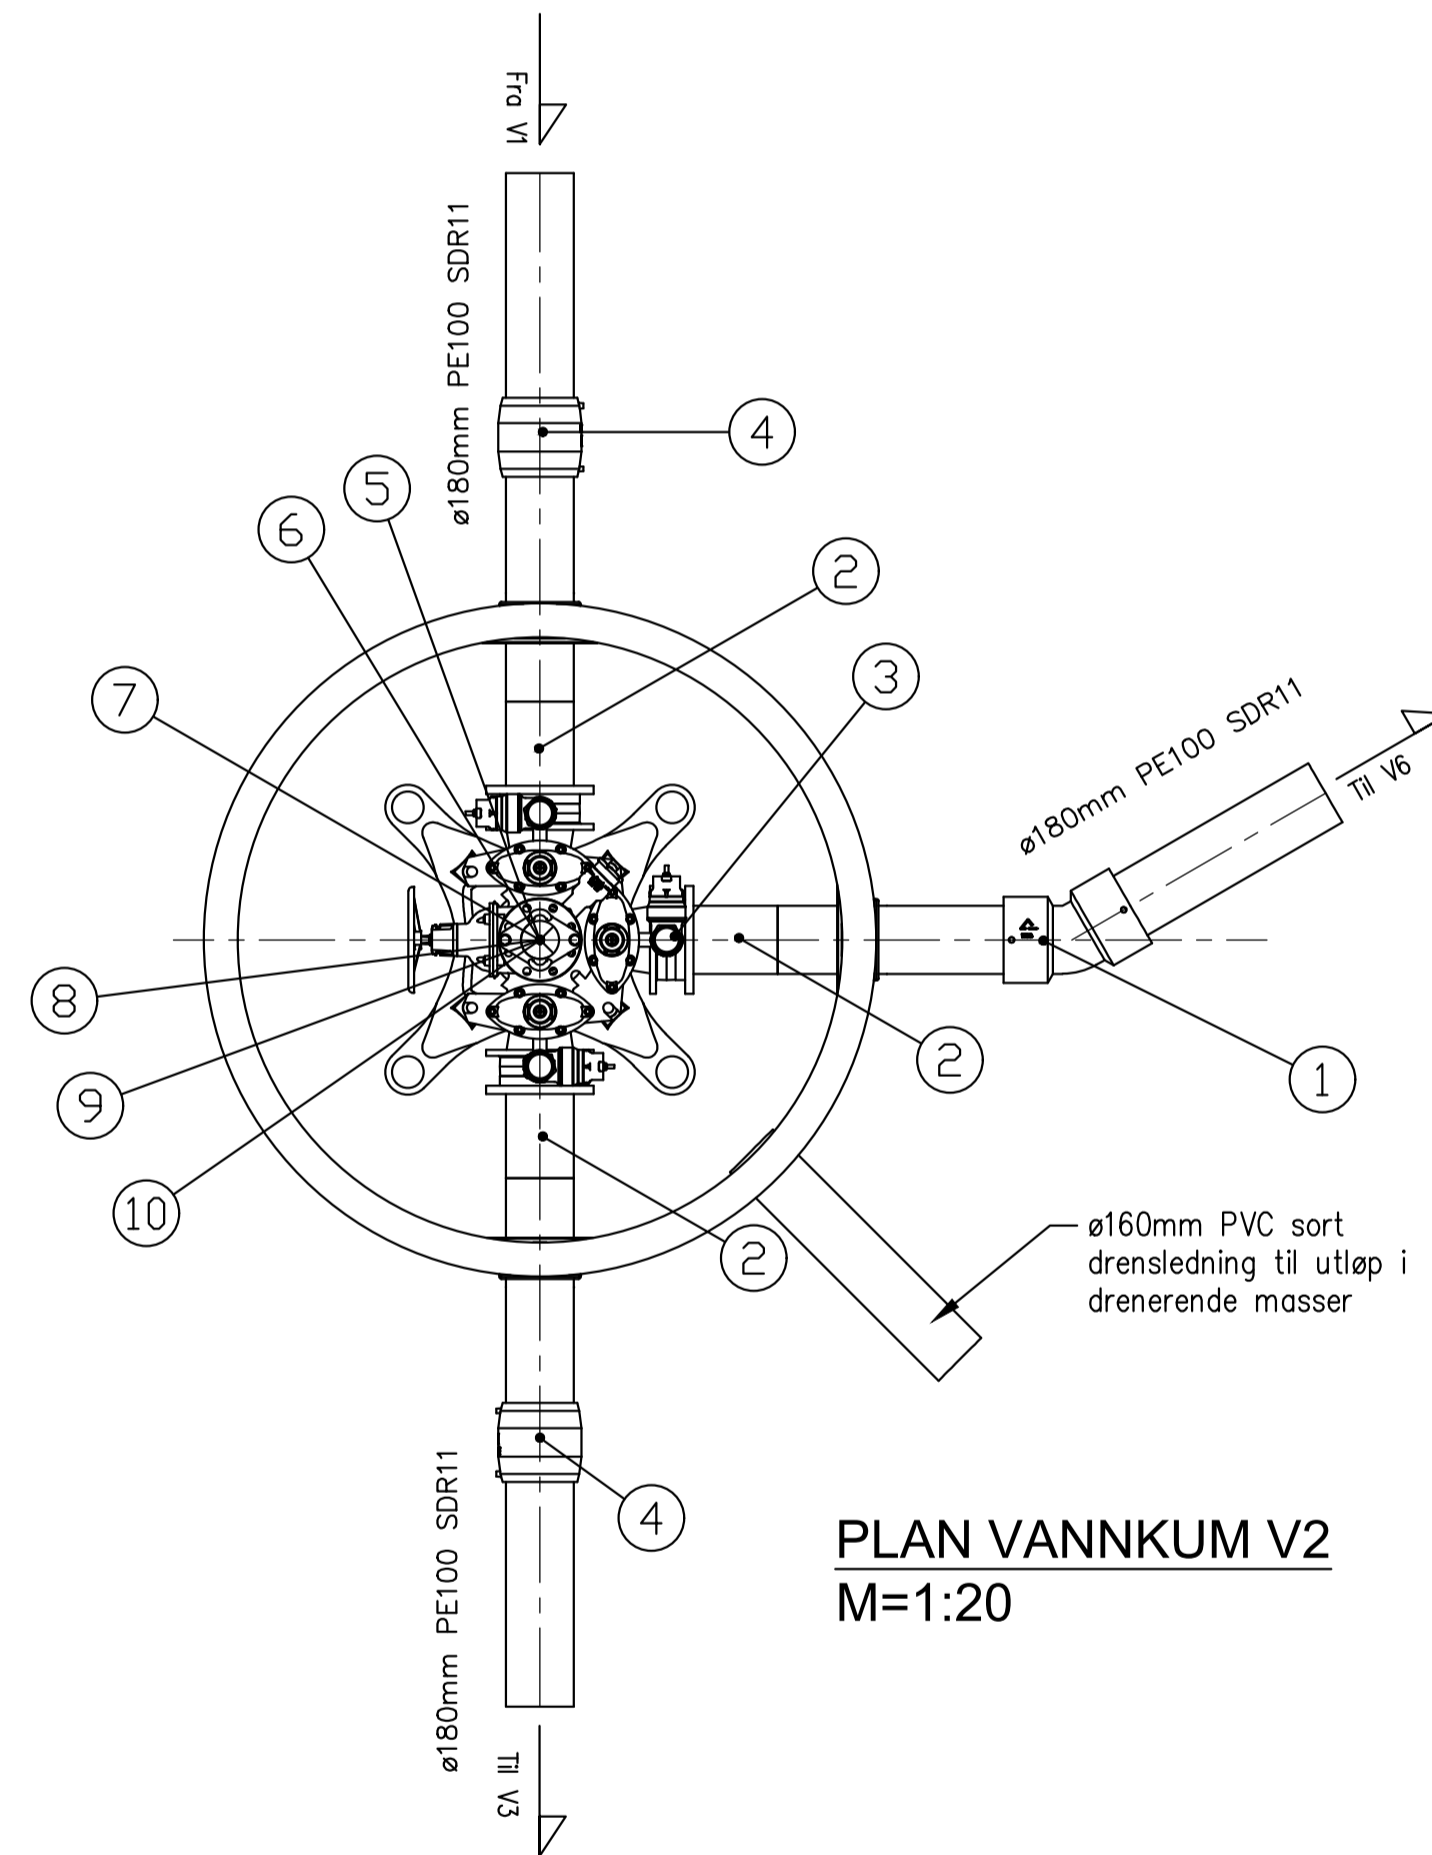 Fra V1
ø180mm PE100 SDR11
4
5
6
2
3
7
ø180mm PE100 SDR11
Til V6
8
9
10
2
1
2
ø160mm PVC sort
drensledning til utløp i
drenerende masser
4
ø180mm PE100 SDR11
Til V3
PLAN VANNKUM V2
M=1:20